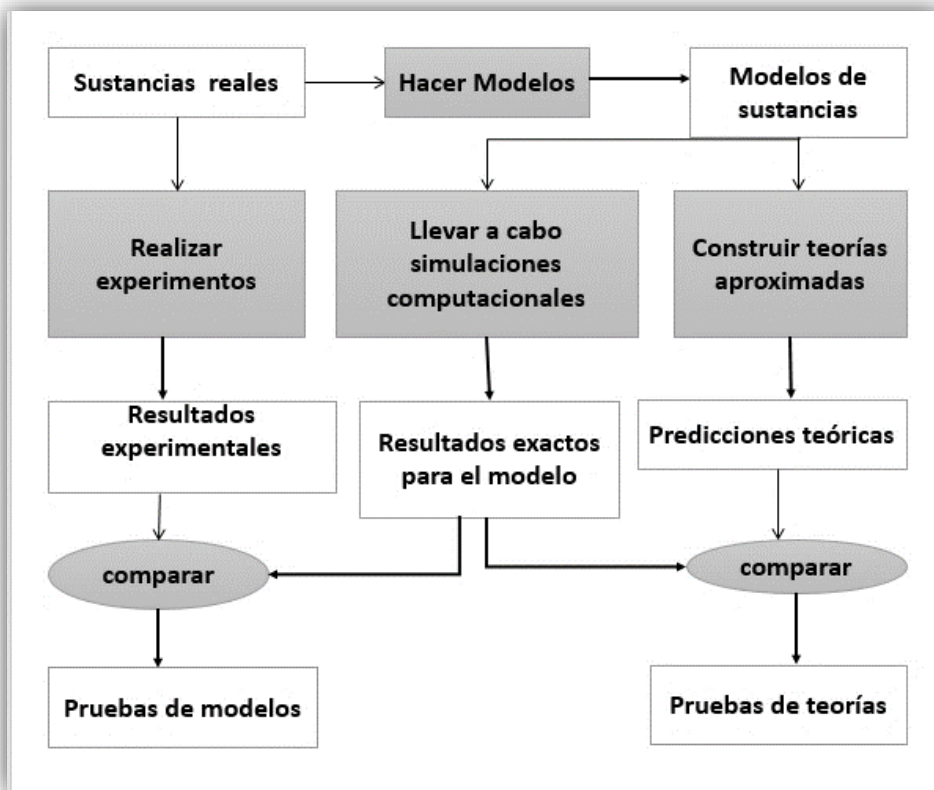 Sustancias reales
Hacer Modelos
Modelos de
sustancias
Realizar
experimentos
Llevar a cabo
simulaciones
computacionales
Construir teorías
aproximadas
Resultados
experimentales
Resultados exactos
para el modelo
Predicciones teóricas
comparar
comparar
Pruebas de modelos
Pruebas de teorías